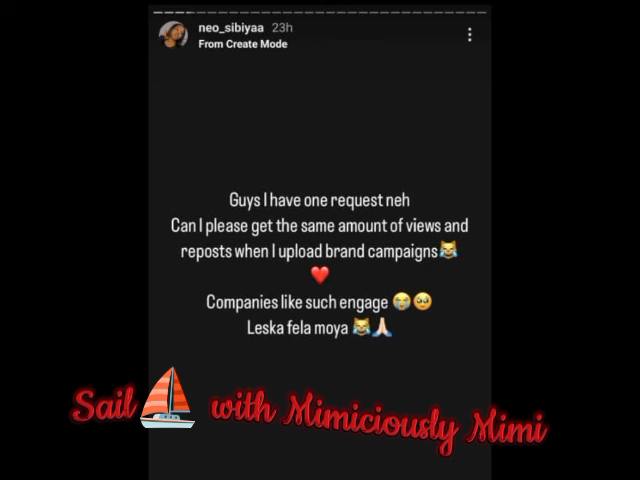 neo_sibiyaa 23h
From Create Mode
Guys I have one request neh
Can I please get the same amount of views and
reposts when I upload brand campaigns😹
❤️
Companies like such engage 😭🥹
Leska fela moya 😹🙏🏻
Sail⛵ with Mimiciously Mimi